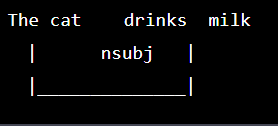 The cat    drinks  milk
  |      nsubj   |
  |______________|